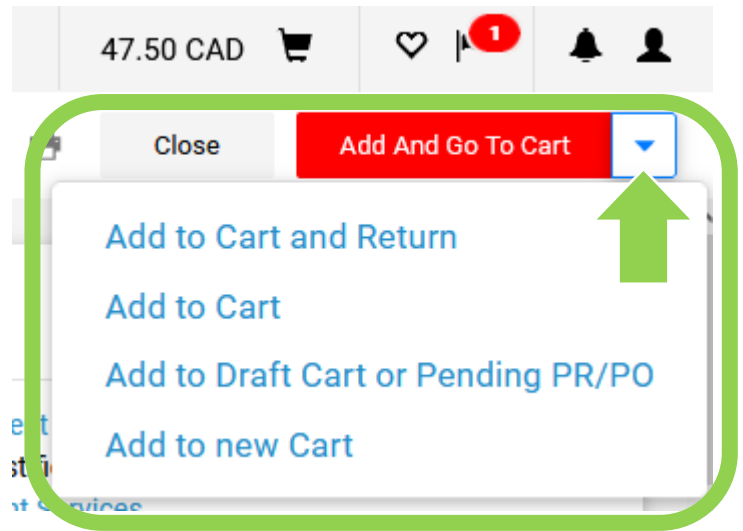 47.50 CAD
1
Close
Add And Go To Cart
Add to Cart and Return
Add to Cart
Add to Draft Cart or Pending PR/PO
Add to new Cart